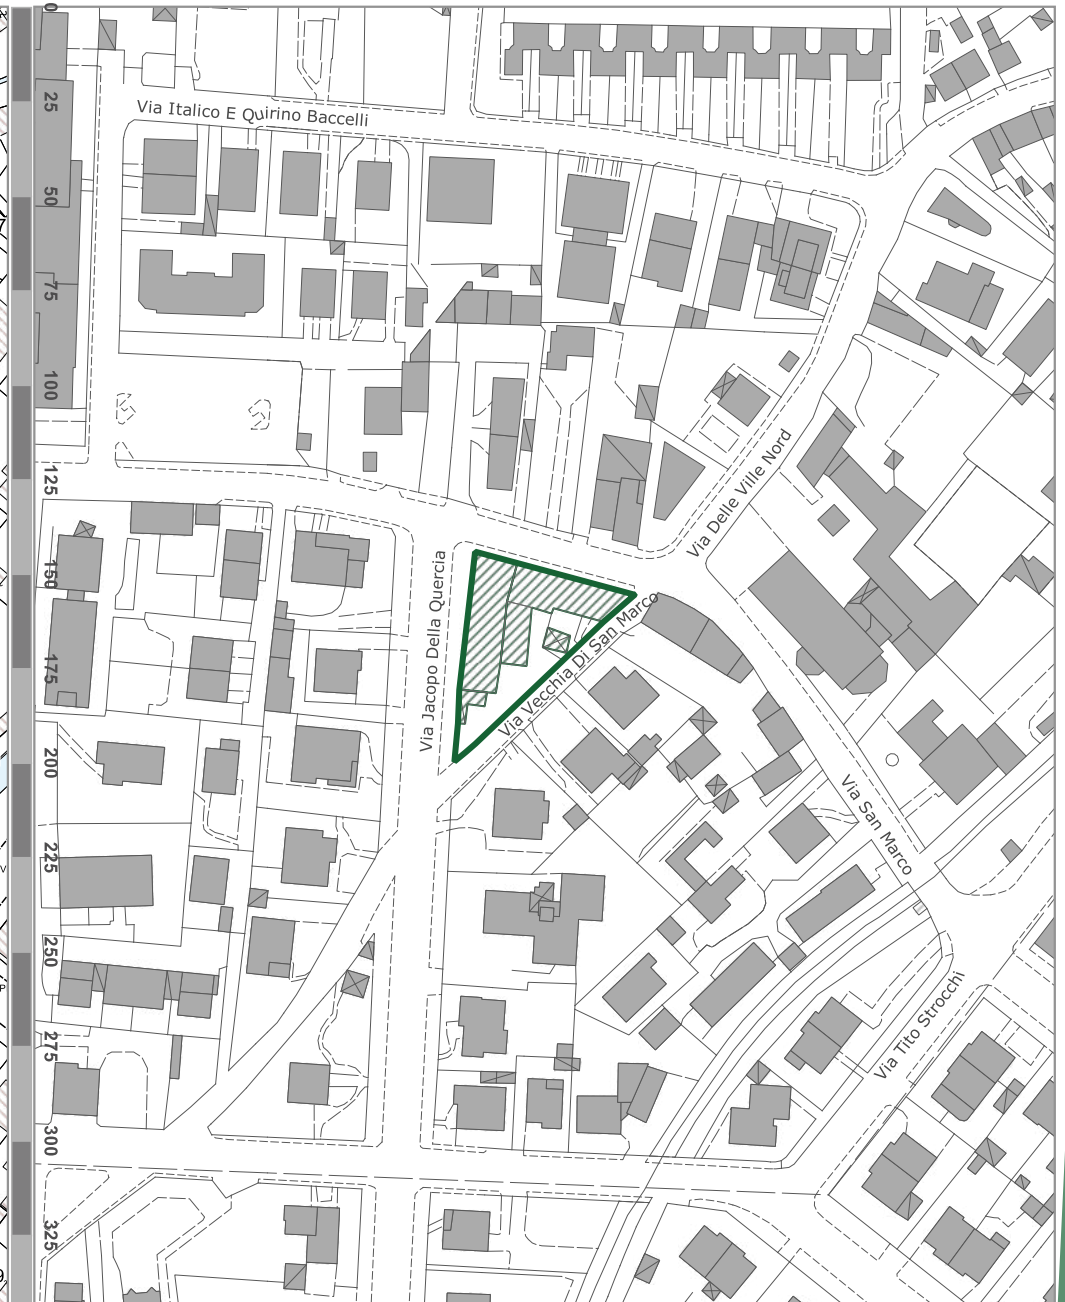 0
25
Via Italico E Quirino Baccelli
50
75
100
Via Delle Ville Nord
125
150
Via Jacopo Della Quercia
Via Vecchia Di San Marco
175
200
Via San Marco
225
250
Via Tito Strocchi
275
300
325